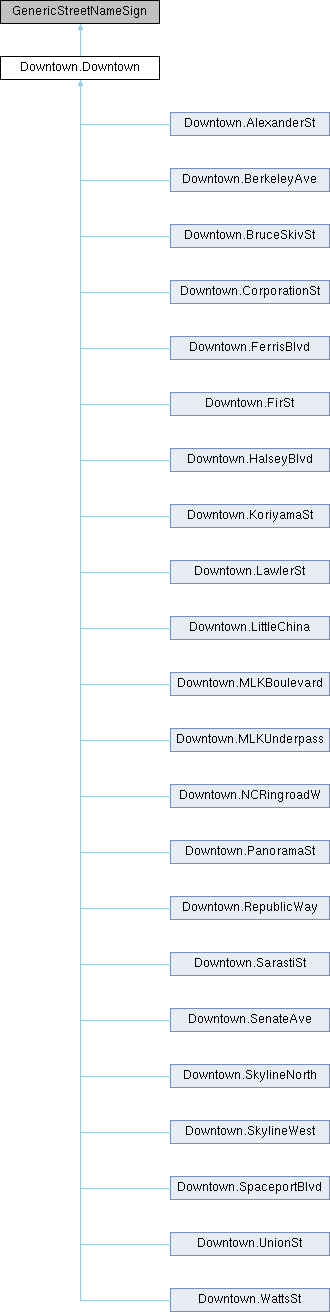 GenericStreetNameSign
Downtown.Downtown
Downtown.AlexanderSt
Downtown.BerkeleyAve
Downtown.BruceSkivSt
Downtown.CorporationSt
Downtown.FerrisBlvd
Downtown.FirSt
Downtown.HalseyBlvd
Downtown.KoriyamaSt
Downtown.LawlerSt
Downtown.LittleChina
Downtown.MLKBoulevard
Downtown.MLKUnderpass
Downtown.NCRingroadW
Downtown.PanoramaSt
Downtown.RepublicWay
Downtown.SarastiSt
Downtown.SenateAve
Downtown.SkylineNorth
Downtown.SkylineWest
Downtown.SpaceportBlvd
Downtown.UnionSt
Downtown.WattsSt